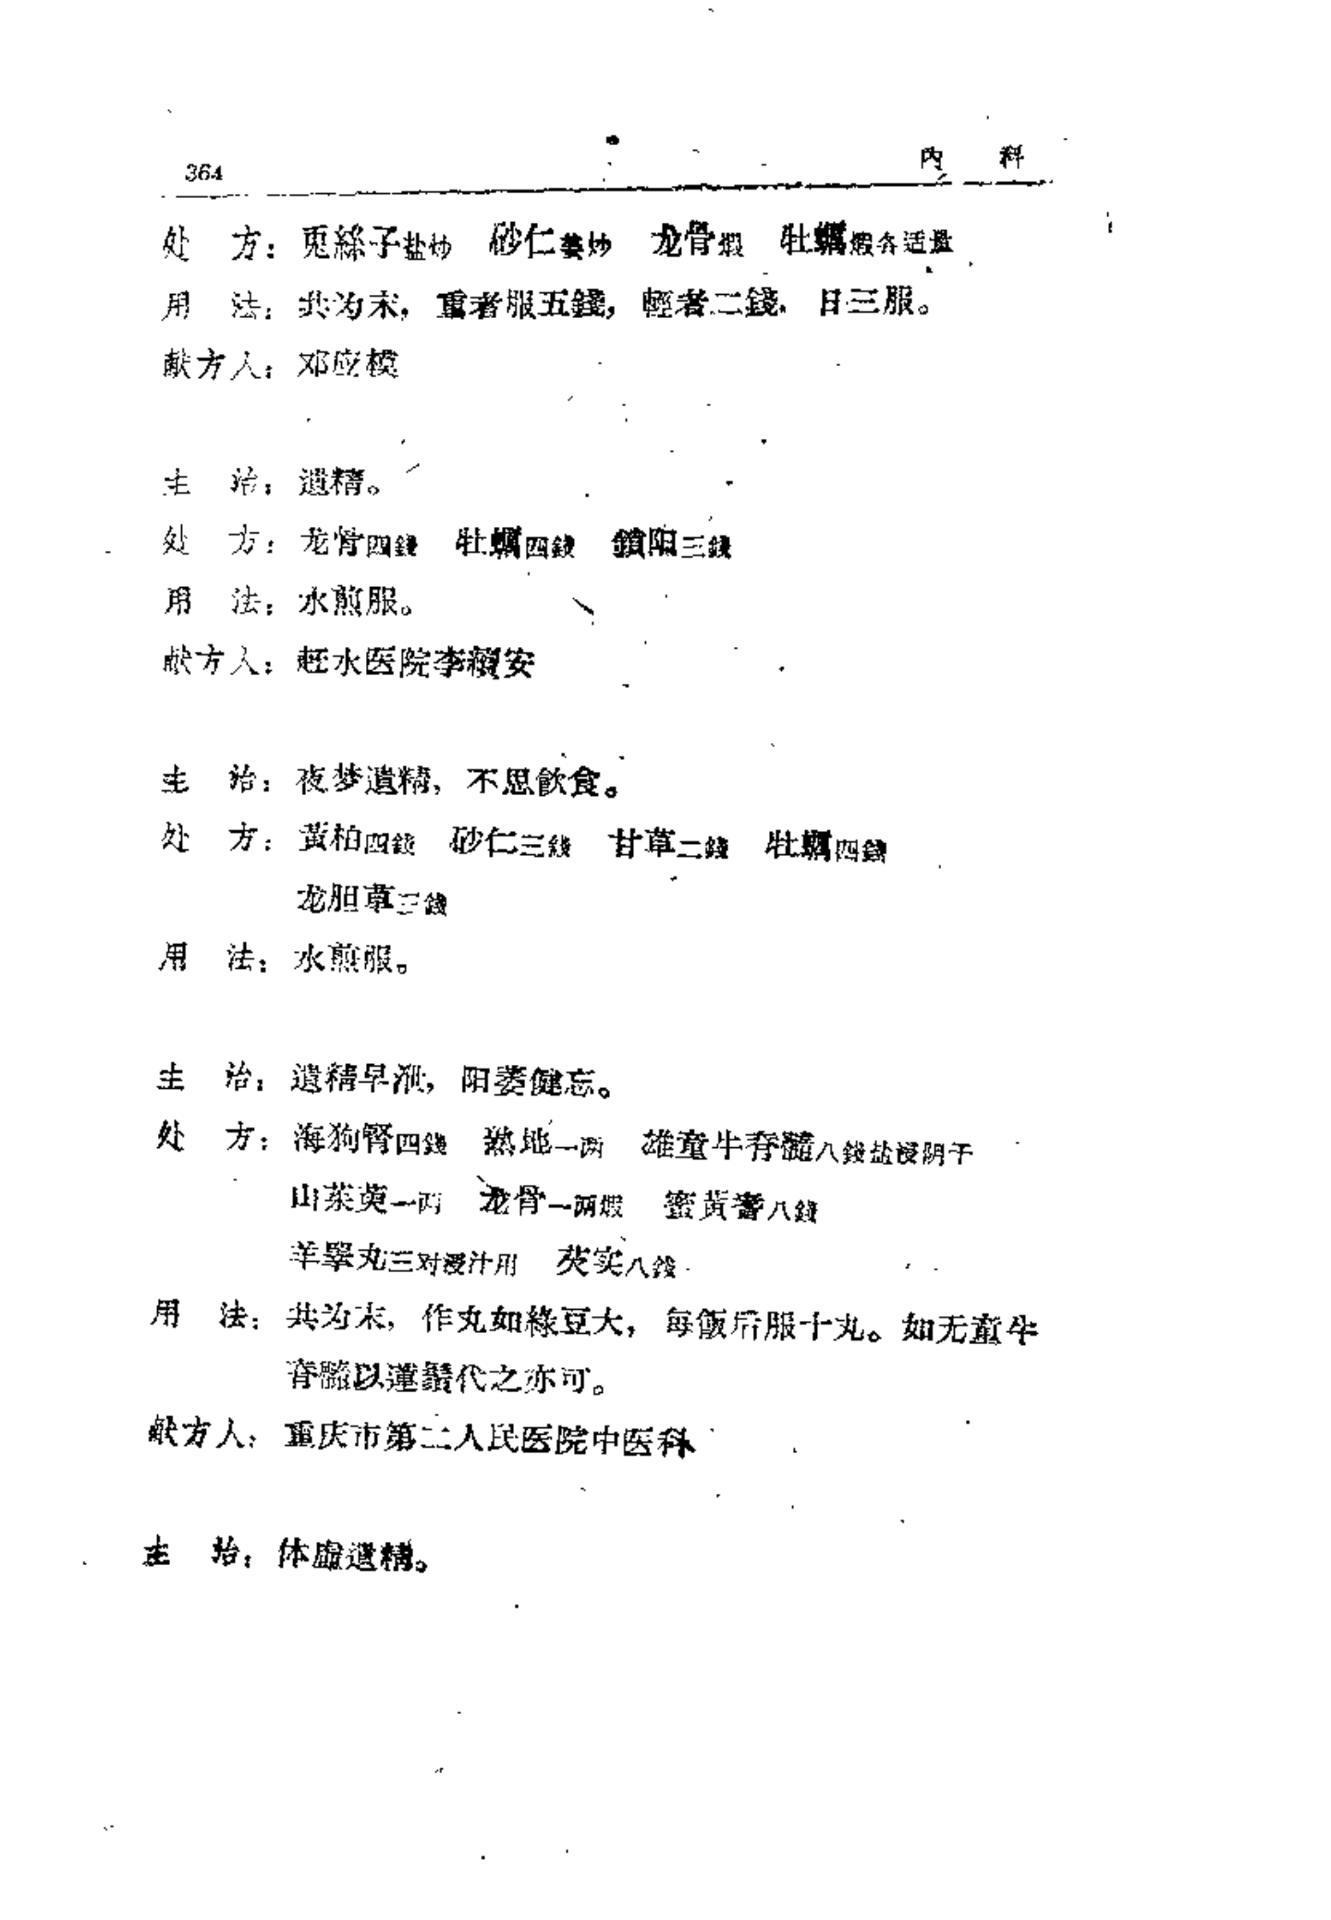 364
内 科
处 方：兎絲子盐炒 砂仁姜炒 龙骨煅 牡蠣煅各适量
用 法：共为末，重者服五錢，輕者二錢，日三服。
献方人：邓应模
主 治：遺精。
处 方：龙骨四錢 牡蠣四錢 鎖阳三錢
用 法：水煎服。
献方人：赶水医院李安
主 治：夜梦遺精，不思飲食。
处 方：黃柏四錢 砂仁三錢 甘草二錢 牡蠣四錢
龙胆草三錢
用 法：水煎服。
主 治：遺精早泄，阳萎健忘。
处 方：海狗腎四錢 熟地一两 雄童牛脊髓八錢盐浸阴干
山茱萸一两 龙骨一两煅 蜜黃耆八錢
羊睪丸三对浸汁用 芡实八錢
用 法：共为末，作丸如綠豆大，每飯后服十丸。如无童牛
脊髓以蓮鬚代之亦可。
献方人：重庆市第二人民医院中医科
主 治：体虛遺精。